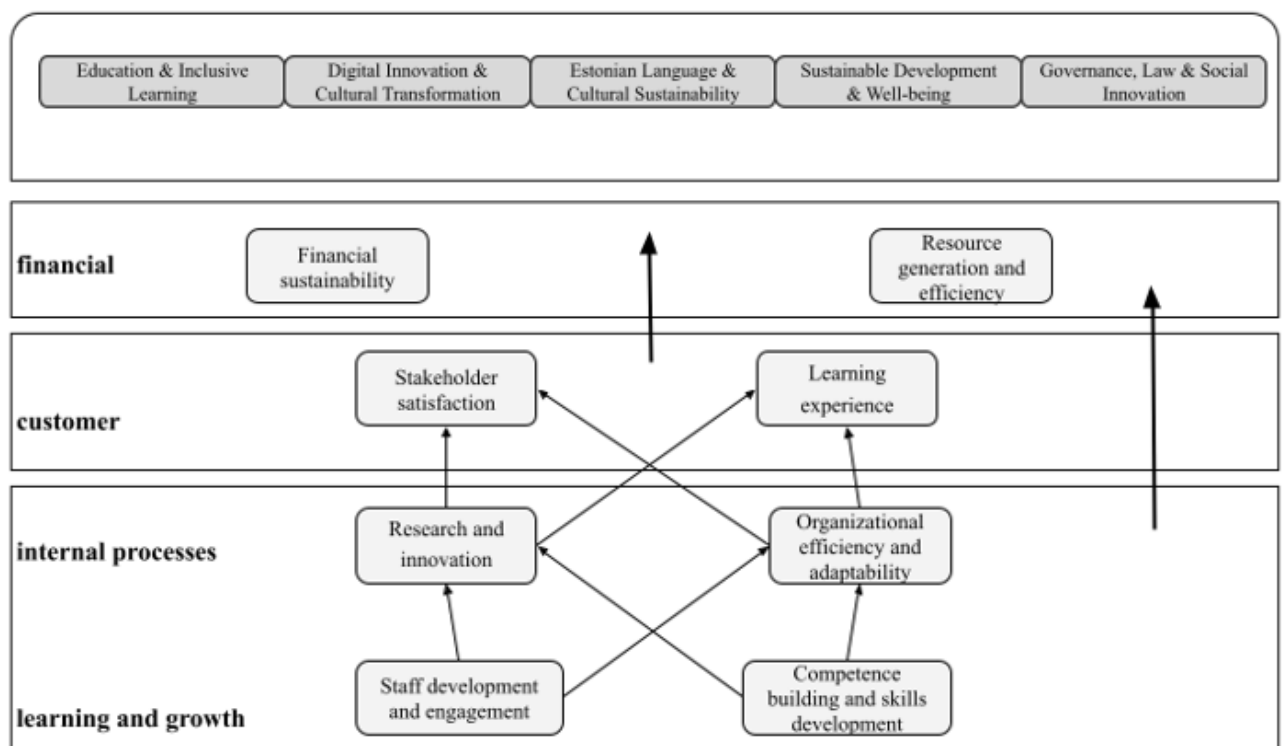 Education & Inclusive
Learning
Digital Innovation &
Cultural Transformation
Estonian Language &
Cultural Sustainability
Sustainable Development
& Well-being
Governance, Law & Social
Innovation
financial
Financial
sustainability
Resource
generation and
efficiency
customer
Stakeholder
satisfaction
Learning
experience
internal processes
Research and
innovation
Organizational
efficiency and
adaptability
learning and growth
Staff development
and engagement
Competence
building and skills
development